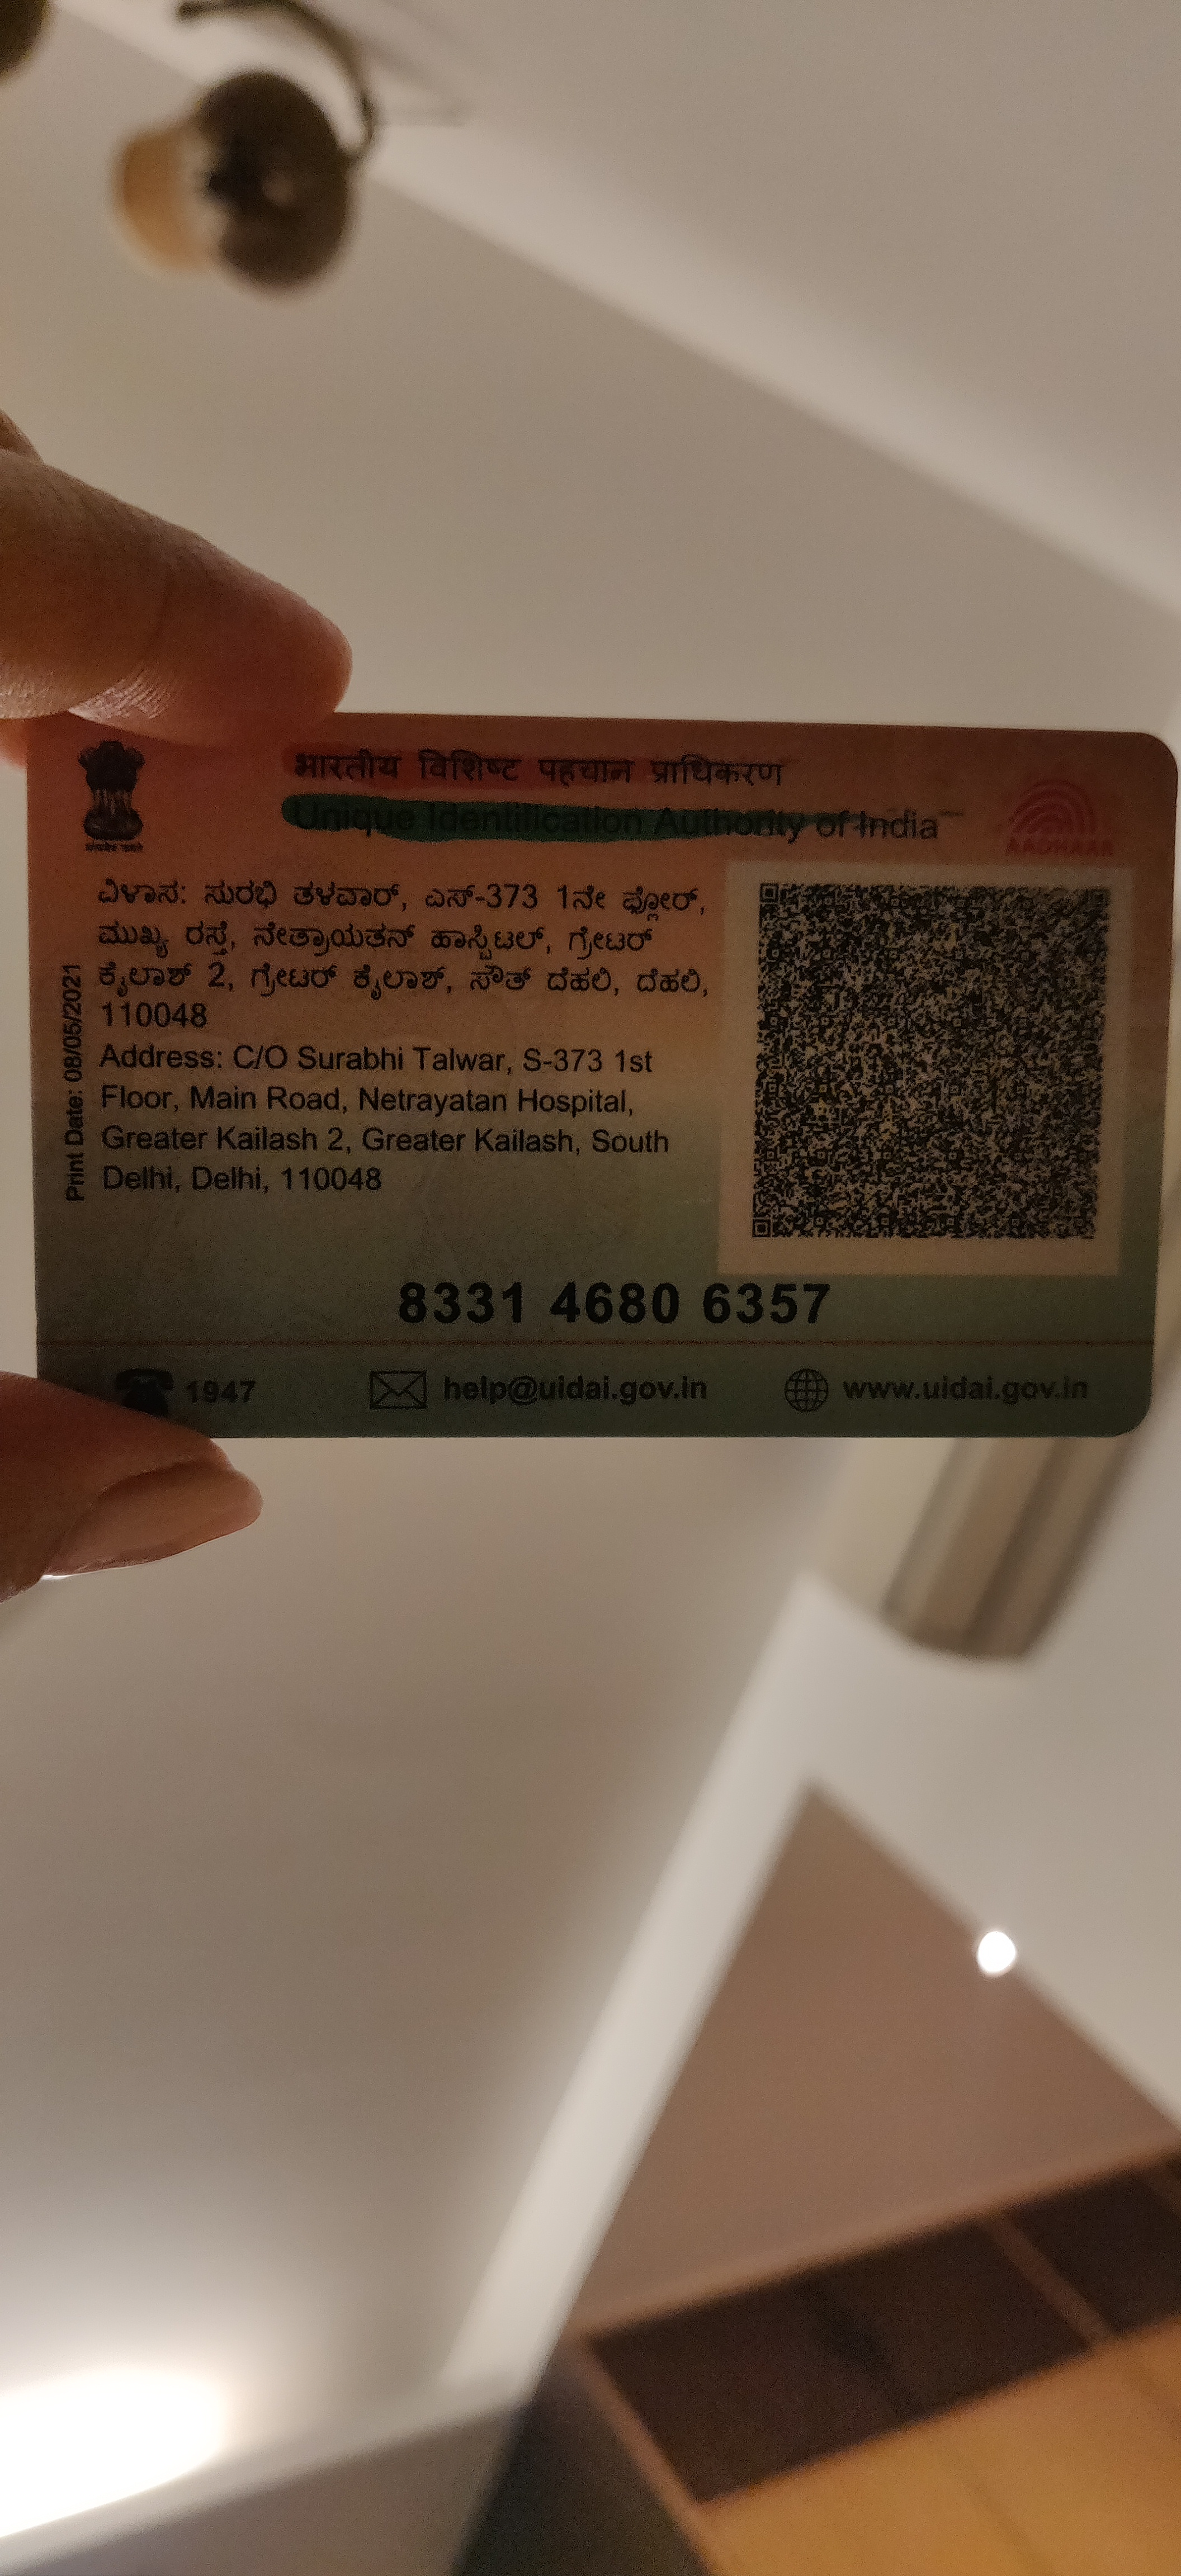 भारतीय विशिष्ट पहचान प्राधिकरण
Unique Identification Authority of India
AADHAAR
ವಿಳಾಸ: ಸುರಭಿ ತಳವಾರ್, ಎಸ್-373 1ನೇ ಫ್ಲೋರ್,
ಮುಖ್ಯ ರಸ್ತೆ, ನೇತ್ರಾಯತನ್ ಹಾಸ್ಪಿಟಲ್, ಗ್ರೇಟರ್
ಕೈಲಾಶ್ 2, ಗ್ರೇಟರ್ ಕೈಲಾಶ್, ಸೌತ್ ದೆಹಲಿ, ದೆಹಲಿ,
110048
Address: C/O Surabhi Talwar, S-373 1st
Floor, Main Road, Netrayatan Hospital,
Greater Kailash 2, Greater Kailash, South
Delhi, Delhi, 110048
Print Date: 08/05/2021
8331 4680 6357
1947
help@uidai.gov.in
www.uidai.gov.in